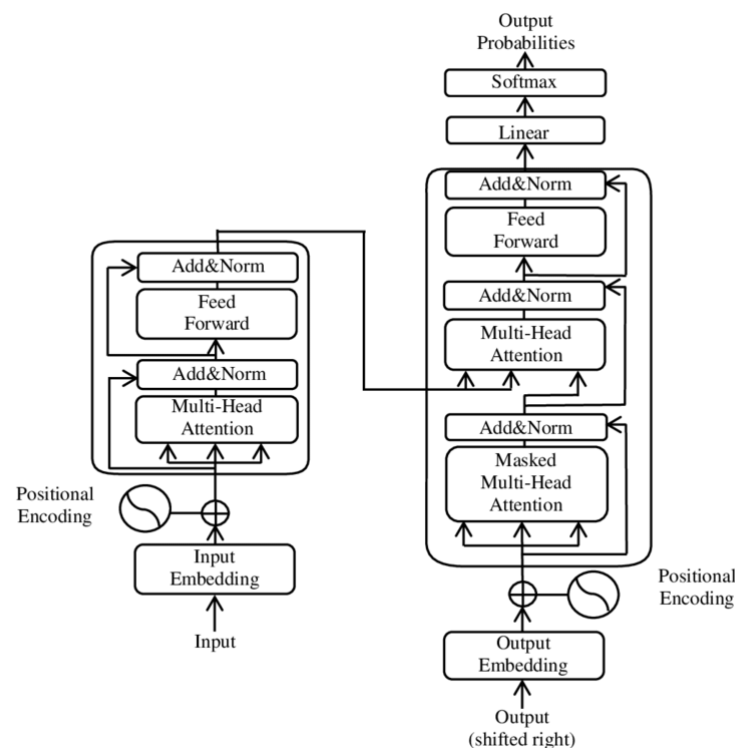 Output
Probabilities
Softmax
Linear
Add&Norm
Feed
Forward
Add&Norm
Multi-Head
Attention
Add&Norm
Masked
Multi-Head
Attention
Positional
Encoding
Output
Embedding
Output
(shifted right)
Add&Norm
Feed
Forward
Add&Norm
Multi-Head
Attention
Positional
Encoding
Input
Embedding
Input